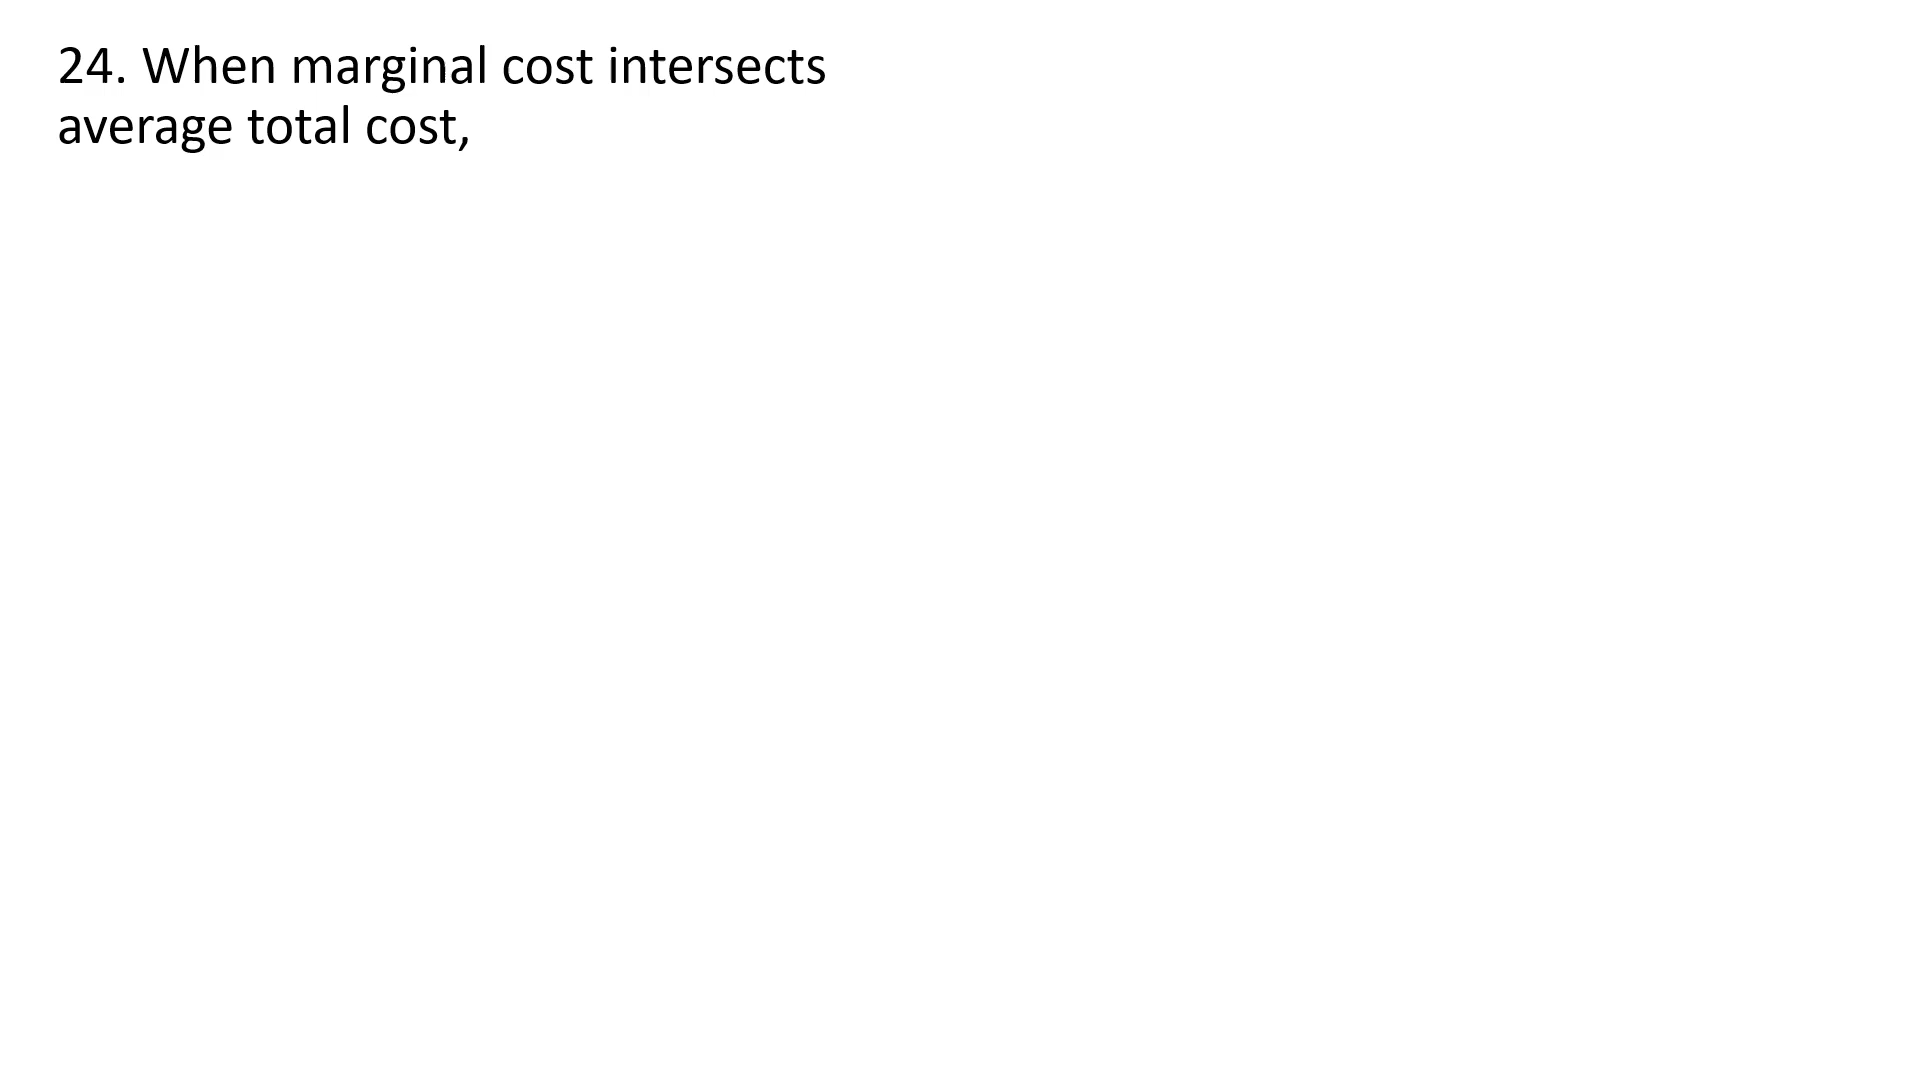 24. When marginal cost intersects
average total cost,